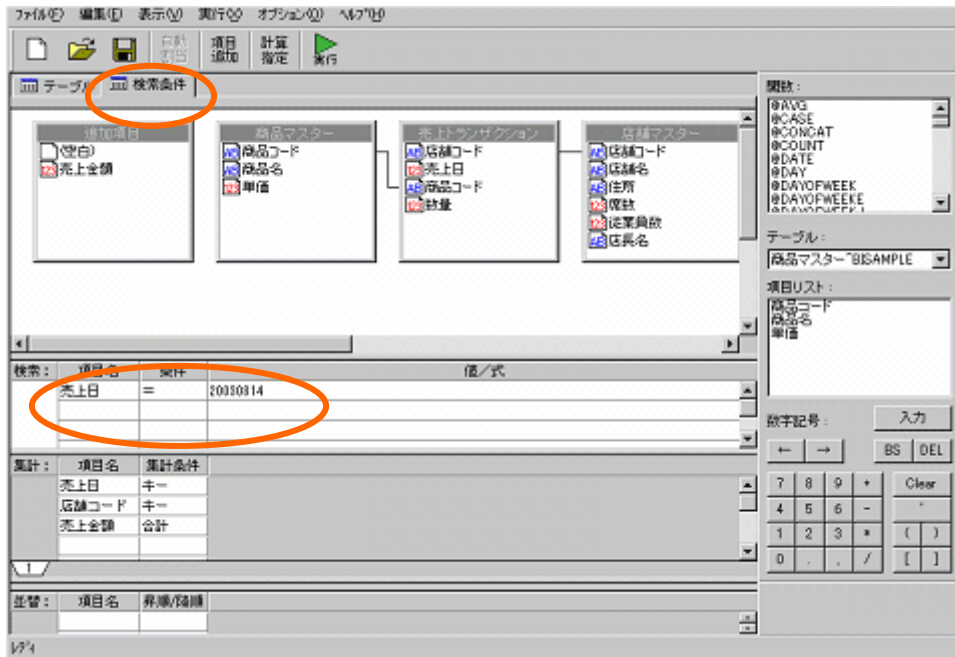 ファイル(F) 編集(E) 表示(V) 実行(X) オプション(O) ヘルプ(H)
自動 項目 計算
割当 追加 指定 実行
テーブル 検索条件
追加項目
(空白)
売上金額
商品マスター
商品コード
商品名
単価
売上トランザクション
店舗コード
売上日
商品コード
数量
店舗マスター
店舗コード
店舗名
住所
席数
従業員数
店長名
検索: 項目名 条件 値/式
売上日 =
集計: 項目名 集計条件
売上日 キー
店舗コード キー
売上金額 合計
1
並替: 項目名 昇順/降順
レディ
関数:
@AVG
@CASE
@CONCAT
@COUNT
@DATE
@DAY
@DAYOFWEEK
@DAYOFWEEKE
テーブル:
商品マスター~BISAMPLE
項目リスト:
商品コード
商品名
単価
数字記号: 入力
← → BS DEL
7 8 9 + Clear
4 5 6 - '
1 2 3 * ( )
0 . , / [ ]